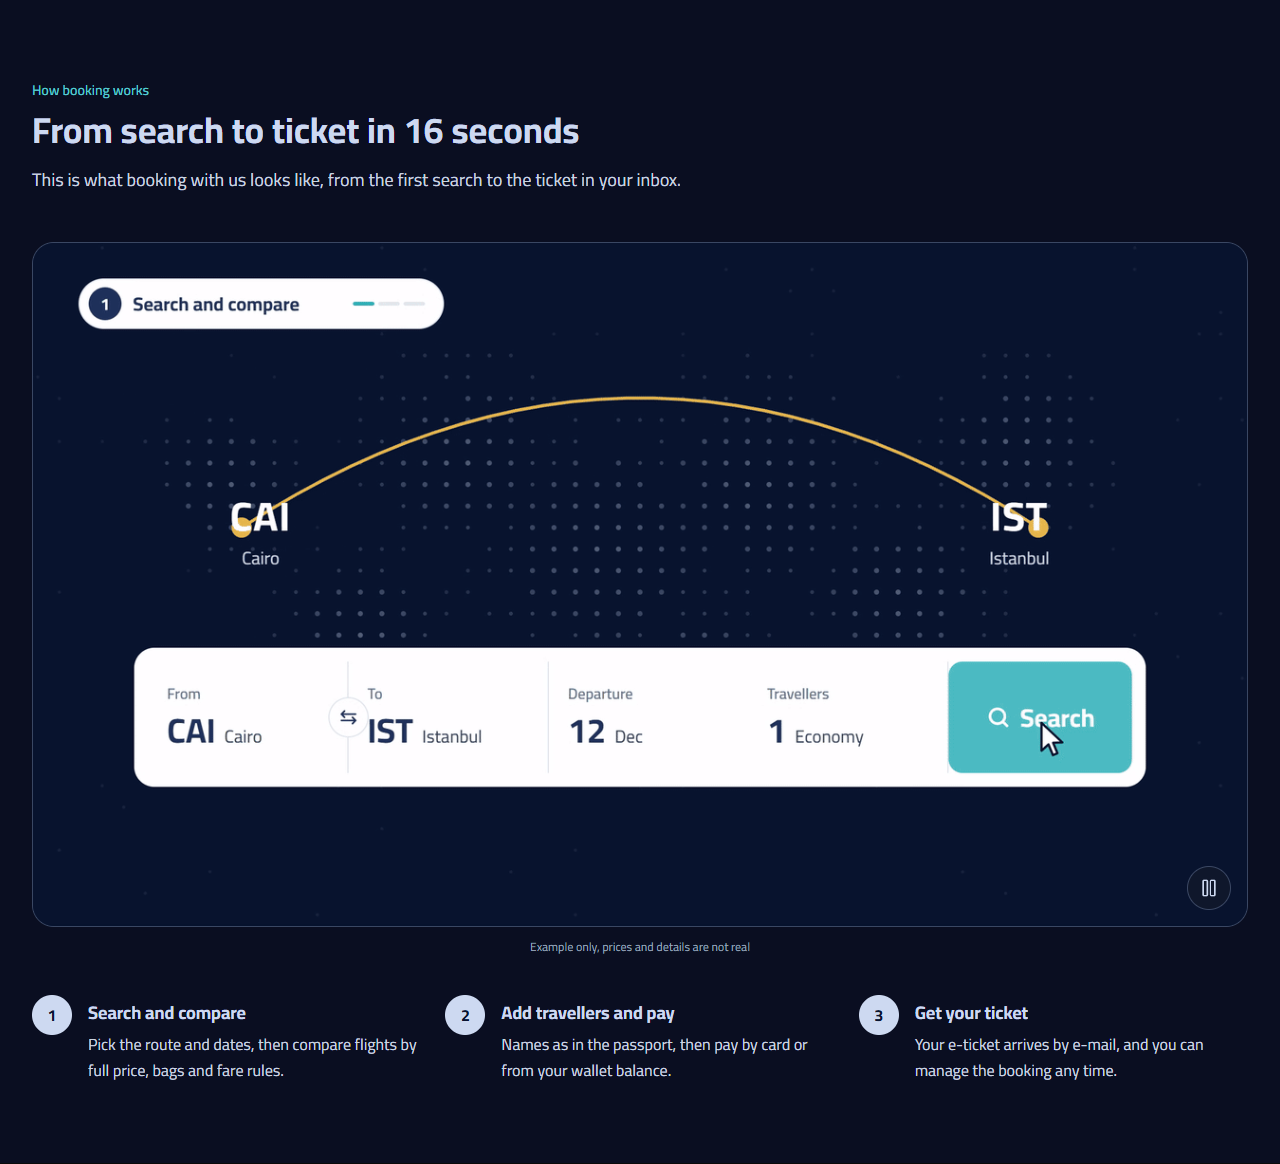 How booking works
From search to ticket in 16 seconds
This is what booking with us looks like, from the first search to the ticket in your inbox.
1 Search and compare
CAI
Cairo
IST
Istanbul
From
CAI Cairo
To
IST Istanbul
Departure
12 Dec
Travellers
1 Economy
Search
Example only, prices and details are not real
1 Search and compare
Pick the route and dates, then compare flights by
full price, bags and fare rules.
2 Add travellers and pay
Names as in the passport, then pay by card or
from your wallet balance.
3 Get your ticket
Your e-ticket arrives by e-mail, and you can
manage the booking any time.